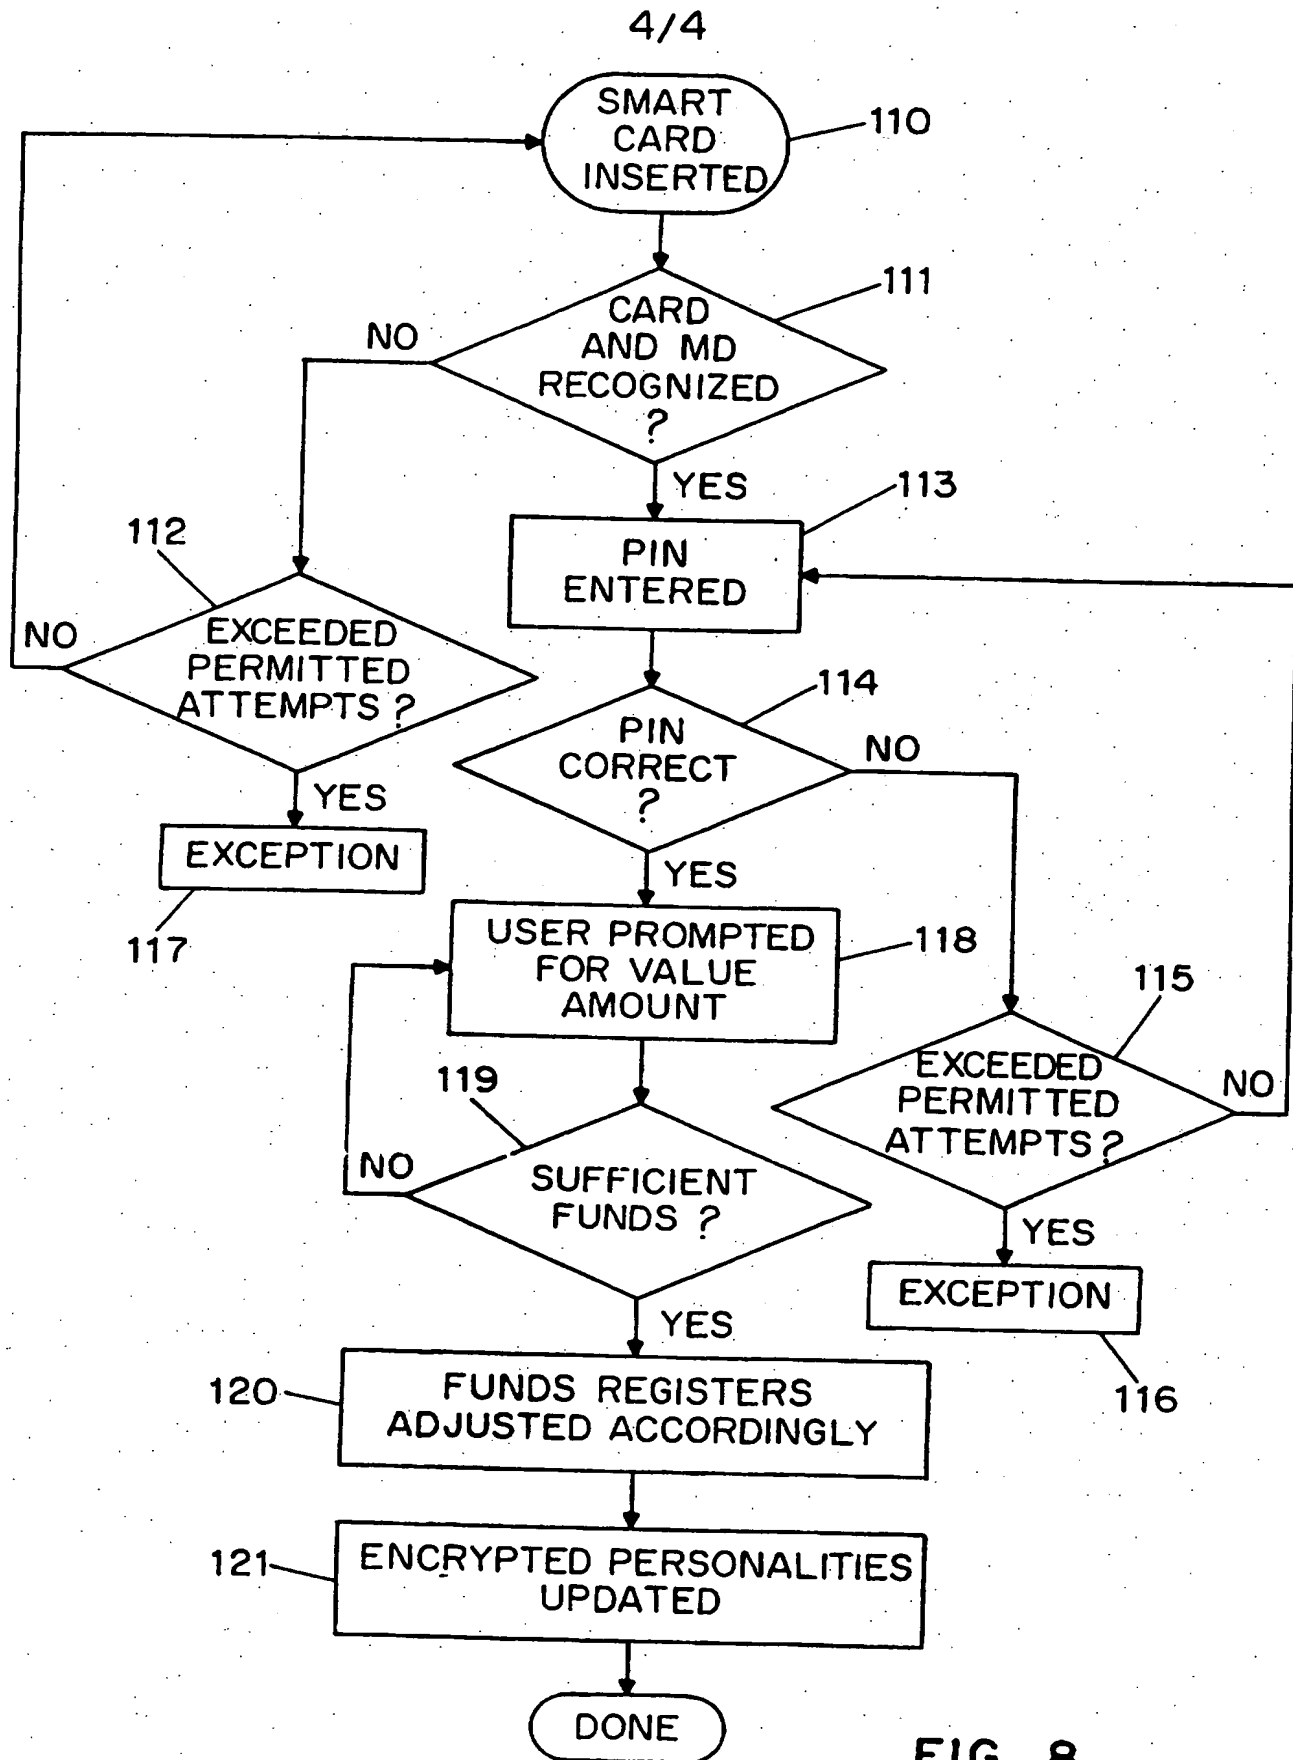 4/4
SMART
CARD
INSERTED
110
111
CARD
AND MD
RECOGNIZED
?
NO
YES
113
112
PIN
ENTERED
NO
EXCEEDED
PERMITTED
ATTEMPTS ?
114
PIN
CORRECT
?
NO
YES
EXCEPTION
117
YES
USER PROMPTED
FOR VALUE
AMOUNT
118
115
119
EXCEEDED
PERMITTED
ATTEMPTS ?
NO
NO
SUFFICIENT
FUNDS ?
YES
EXCEPTION
116
YES
120
FUNDS REGISTERS
ADJUSTED ACCORDINGLY
121
ENCRYPTED PERSONALITIES
UPDATED
DONE
FIG. 8